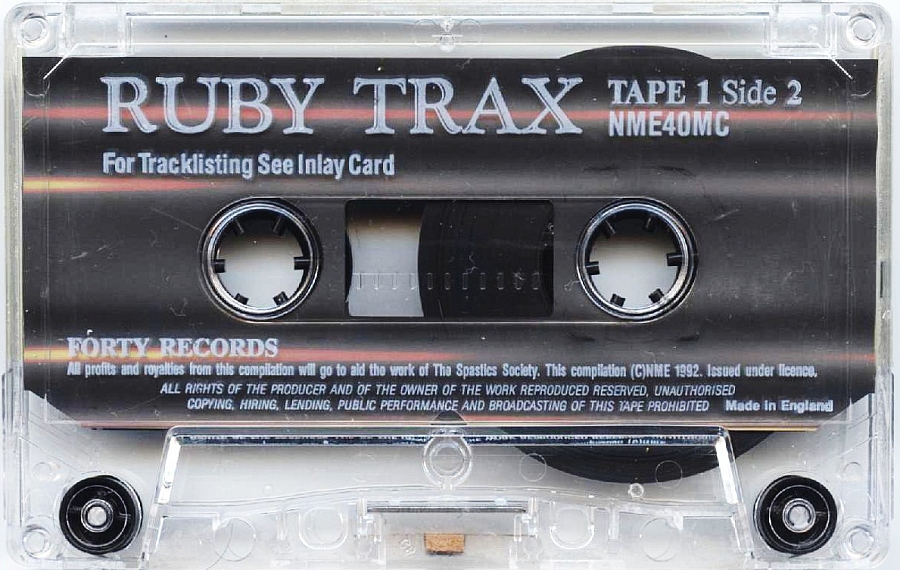 RUBY TRAX
TAPE 1 Side 2
NME40MC
For Tracklisting See Inlay Card
FORTY RECORDS
All profits and royalties from this compilation will go to aid the work of The Spastics Society. This compilation (C)NME 1992. Issued under licence.
ALL RIGHTS OF THE PRODUCER AND OF THE OWNER OF THE WORK REPRODUCED RESERVED, UNAUTHORISED
COPYING, HIRING, LENDING, PUBLIC PERFORMANCE AND BROADCASTING OF THIS TAPE PROHIBITED Made in England